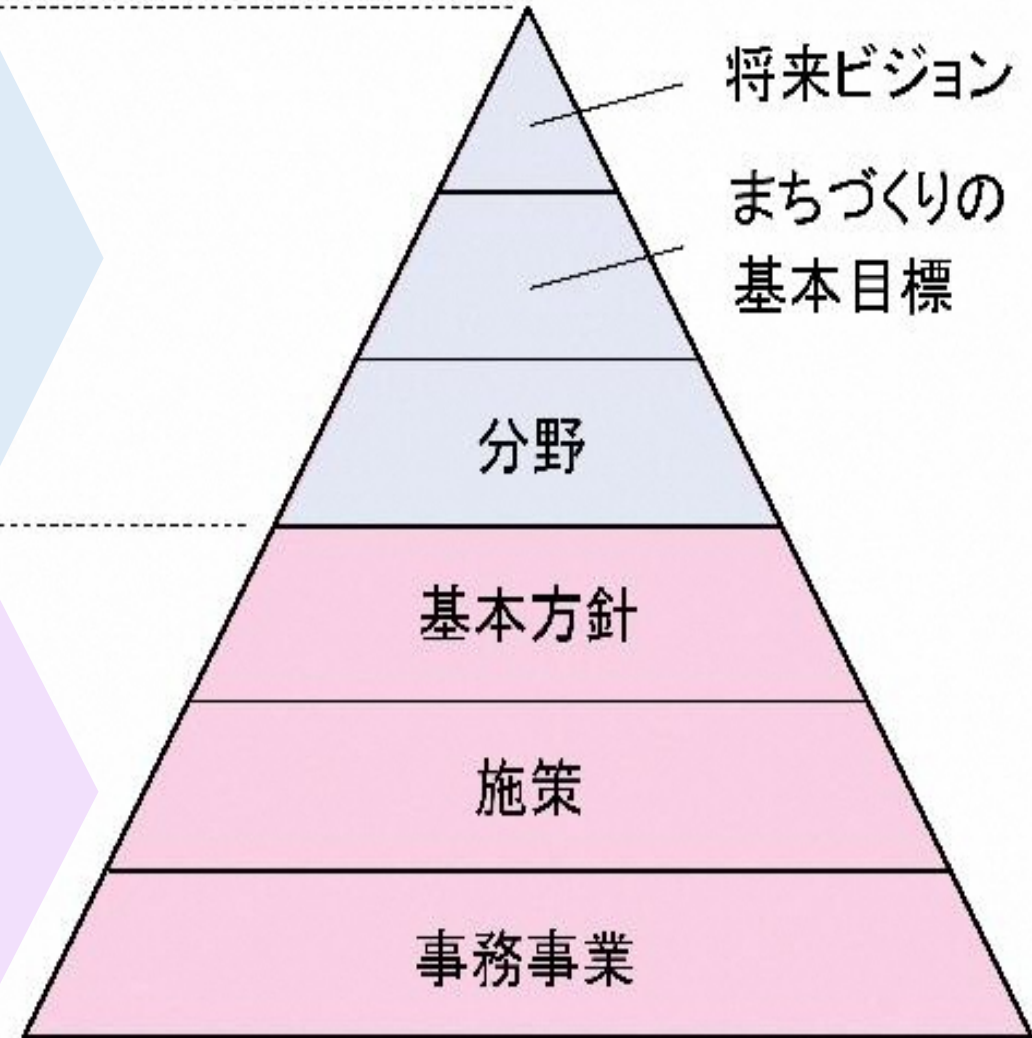 将来ビジョン
まちづくりの
基本目標
分野
基本方針
施策
事務事業